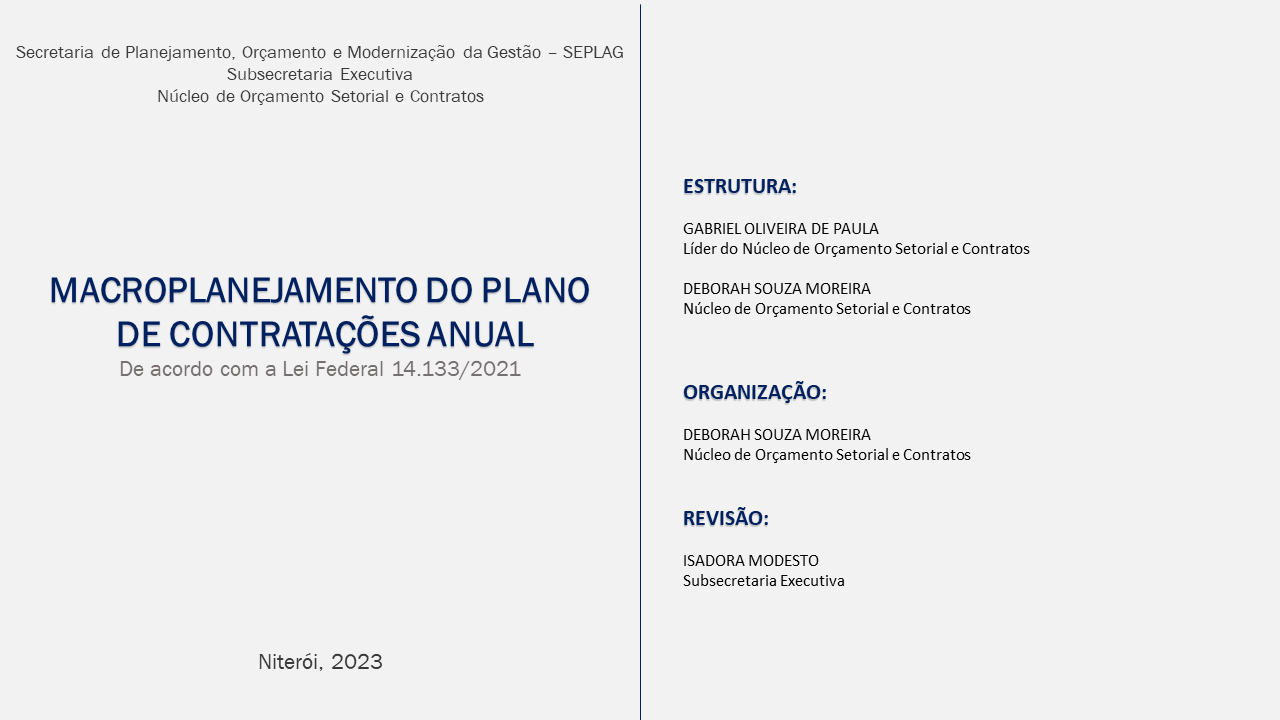 Secretaria de Planejamento, Orçamento e Modernização da Gestão – SEPLAG
Subsecretaria Executiva
Núcleo de Orçamento Setorial e Contratos
MACROPLANEJAMENTO DO PLANO
DE CONTRATAÇÕES ANUAL
De acordo com a Lei Federal 14.133/2021
Niterói, 2023
ESTRUTURA:
GABRIEL OLIVEIRA DE PAULA
Líder do Núcleo de Orçamento Setorial e Contratos
DEBORAH SOUZA MOREIRA
Núcleo de Orçamento Setorial e Contratos
ORGANIZAÇÃO:
DEBORAH SOUZA MOREIRA
Núcleo de Orçamento Setorial e Contratos
REVISÃO:
ISADORA MODESTO
Subsecretaria Executiva